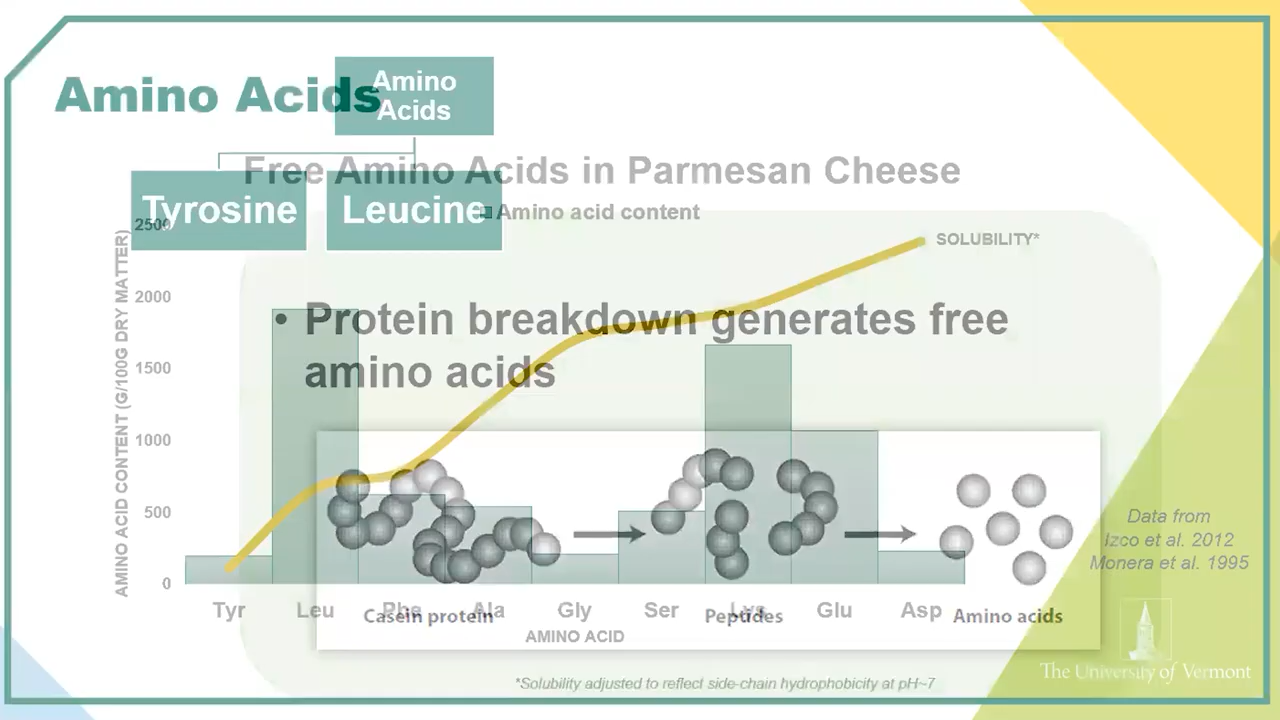 Amino Acids
Amino
Acids
Tyrosine
Leucine
Free Amino Acids in Parmesan Cheese
Amino acid content
SOLUBILITY*
AMINO ACID CONTENT (G/100G DRY MATTER)
2500
2000
1500
1000
500
0
• Protein breakdown generates free
amino acids
Tyr Leu Phe Ala Gly Ser Lys Glu Asp
AMINO ACID
Casein protein
Peptides
Amino acids
Data from
Izco et al. 2012
Monera et al. 1995
*Solubility adjusted to reflect side-chain hydrophobicity at pH~7
The University of Vermont